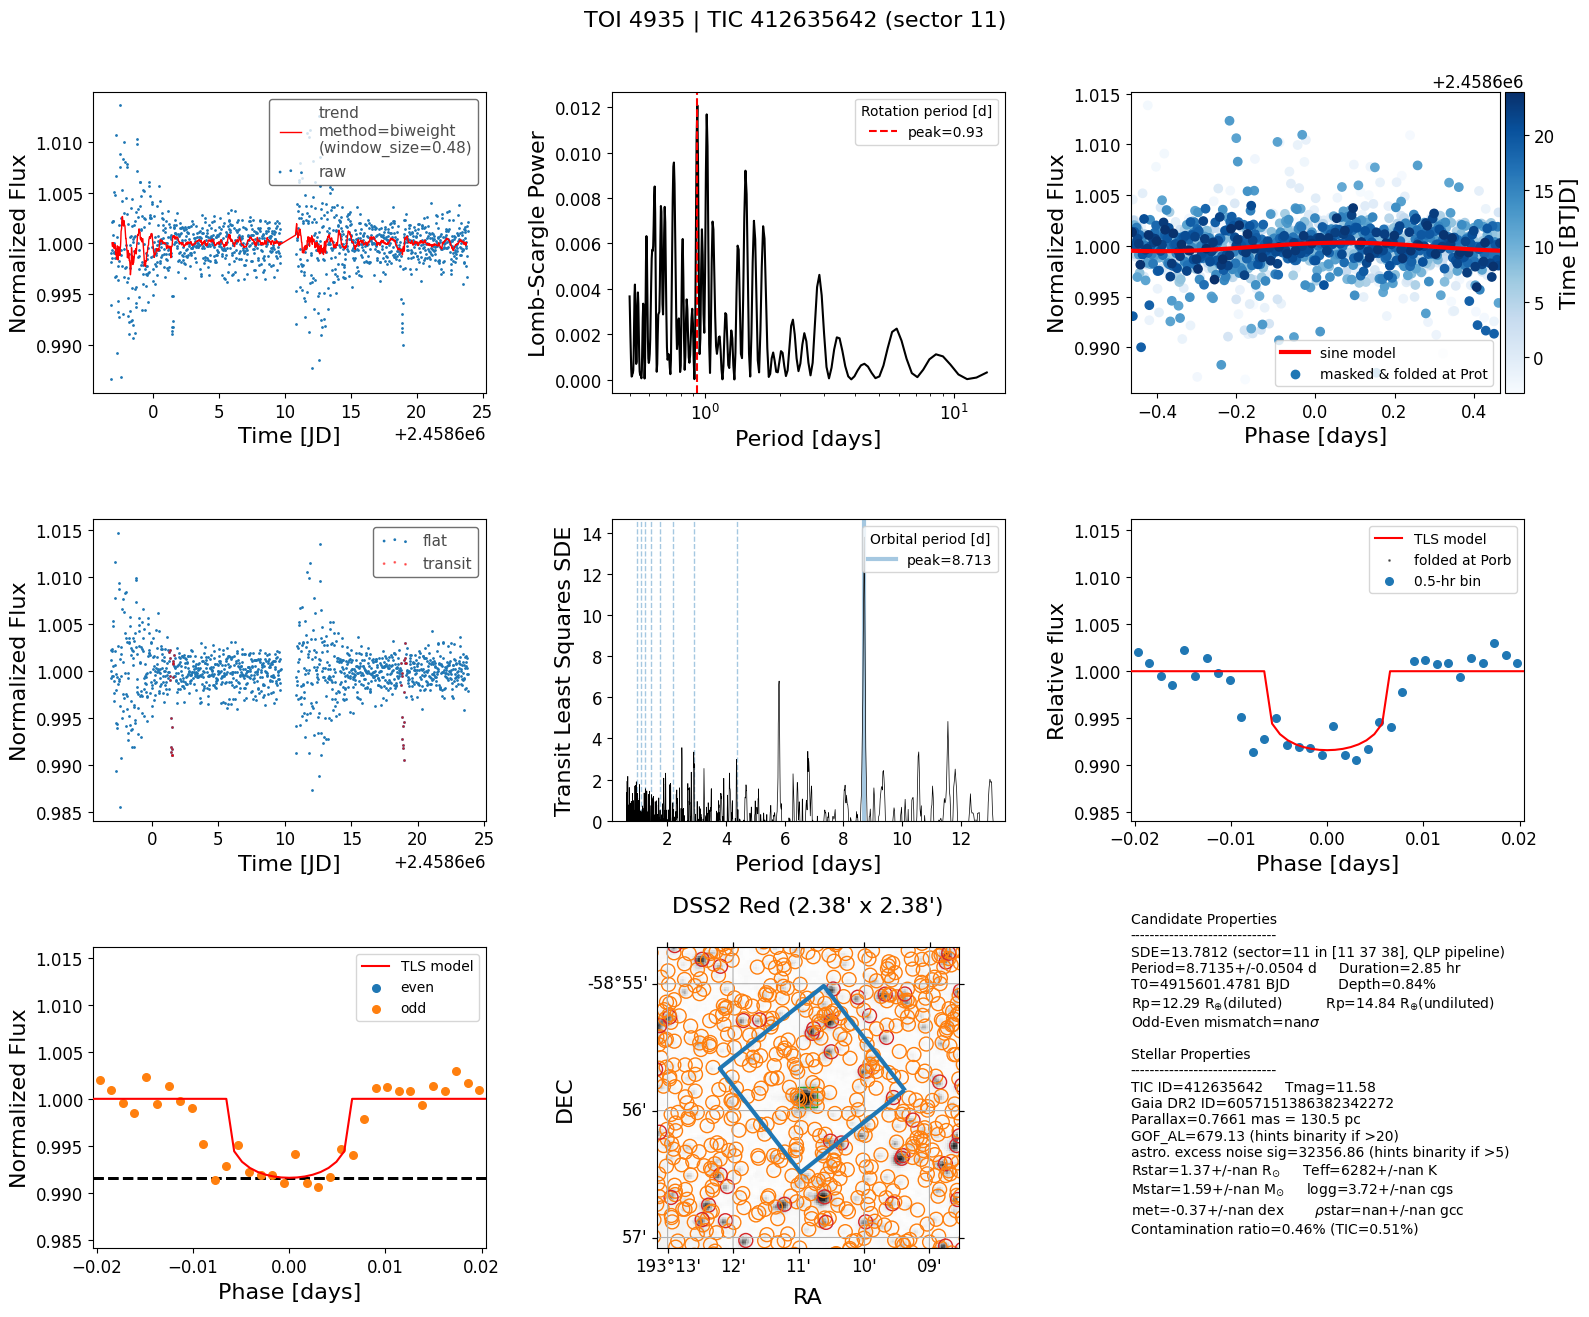 TOI 4935 | TIC 412635642 (sector 11)
Normalized Flux
1.010
1.005
1.000
0.995
0.990
trend
method=biweight
(window_size=0.48)
raw
0 5 10 15 20 25
Time [JD]
+2.4586e6
Lomb-Scargle Power
0.012
0.010
0.008
0.006
0.004
0.002
0.000
Rotation period [d]
peak=0.93
10^0 10^1
Period [days]
Normalized Flux
1.015
1.010
1.005
1.000
0.995
0.990
sine model
masked & folded at Prot
−0.4 −0.2 0.0 0.2 0.4
Phase [days]
+2.4586e6
20
15
10
5
0
Time [BTJD]
Normalized Flux
1.015
1.010
1.005
1.000
0.995
0.990
0.985
flat
transit
0 5 10 15 20 25
Time [JD]
+2.4586e6
Transit Least Squares SDE
14
12
10
8
6
4
2
0
Orbital period [d]
peak=8.713
2 4 6 8 10 12
Period [days]
Relative flux
1.015
1.010
1.005
1.000
0.995
0.990
0.985
TLS model
folded at Porb
0.5-hr bin
−0.02 −0.01 0.00 0.01 0.02
Phase [days]
Normalized Flux
1.015
1.010
1.005
1.000
0.995
0.990
0.985
TLS model
even
odd
−0.02 −0.01 0.00 0.01 0.02
Phase [days]
DSS2 Red (2.38' x 2.38')
DEC
-58°55'
56'
57'
193°13' 12' 11' 10' 09'
RA
Candidate Properties
------------------------------
SDE=13.7812 (sector=11 in [11 37 38], QLP pipeline)
Period=8.7135+/-0.0504 d Duration=2.85 hr
T0=4915601.4781 BJD Depth=0.84%
Rp=12.29 R⊕(diluted) Rp=14.84 R⊕(undiluted)
Odd-Even mismatch=nanσ
Stellar Properties
------------------------------
TIC ID=412635642 Tmag=11.58
Gaia DR2 ID=6057151386382342272
Parallax=0.7661 mas = 130.5 pc
GOF_AL=679.13 (hints binarity if >20)
astro. excess noise sig=32356.86 (hints binarity if >5)
Rstar=1.37+/-nan R⊙ Teff=6282+/-nan K
Mstar=1.59+/-nan M⊙ logg=3.72+/-nan cgs
met=-0.37+/-nan dex ρstar=nan+/-nan gcc
Contamination ratio=0.46% (TIC=0.51%)